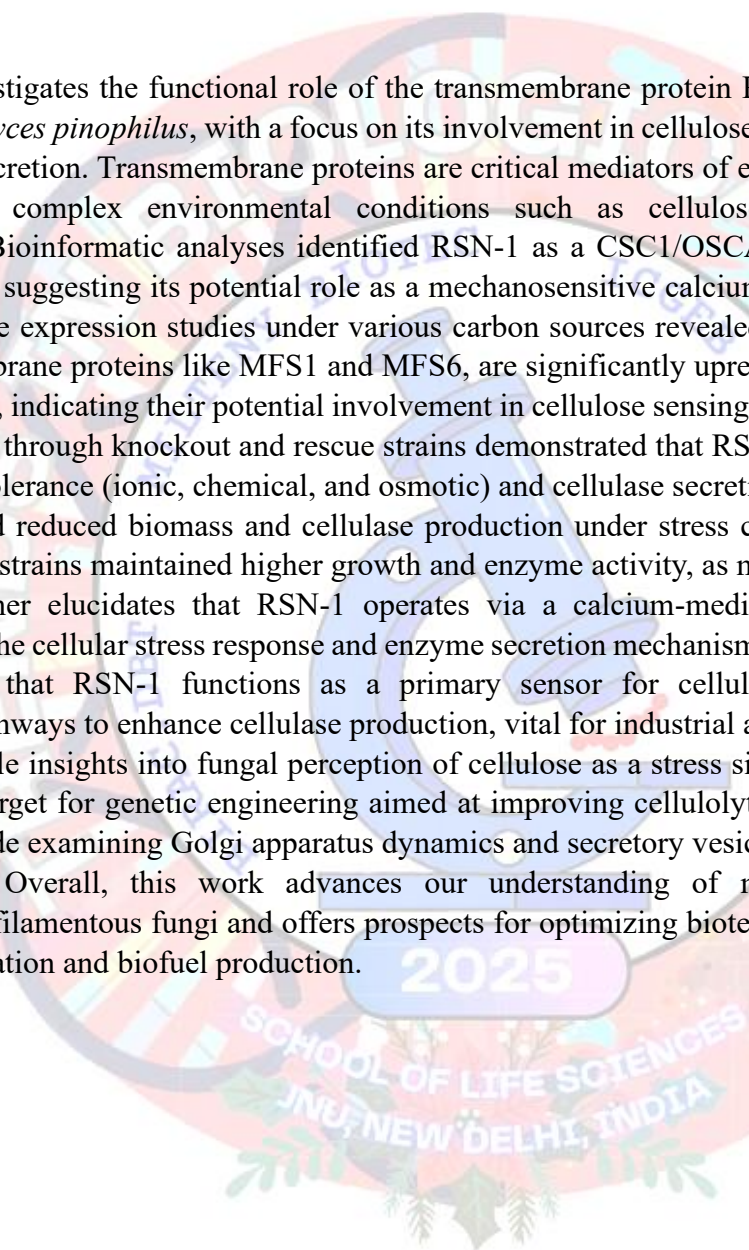 stigates the functional role of the transmembrane protein
yces pinophilus, with a focus on its involvement in cellulose
cretion. Transmembrane proteins are critical mediators of e
complex environmental conditions such as cellulos
Bioinformatic analyses identified RSN-1 as a CSC1/OSCA
suggesting its potential role as a mechanosensitive calcium
e expression studies under various carbon sources revealed
brane proteins like MFS1 and MFS6, are significantly upre
, indicating their potential involvement in cellulose sensing
through knockout and rescue strains demonstrated that RS
olerance (ionic, chemical, and osmotic) and cellulase secreti
d reduced biomass and cellulase production under stress c
strains maintained higher growth and enzyme activity, as m
her elucidates that RSN-1 operates via a calcium-medi
he cellular stress response and enzyme secretion mechanism
that RSN-1 functions as a primary sensor for cellul
hways to enhance cellulase production, vital for industrial a
le insights into fungal perception of cellulose as a stress si
rget for genetic engineering aimed at improving cellulolyt
de examining Golgi apparatus dynamics and secretory vesic
Overall, this work advances our understanding of
filamentous fungi and offers prospects for optimizing biote
ation and biofuel production.
2025
SCHOOL OF LIFE SCIENCES
JNU, NEW DELHI, INDIA